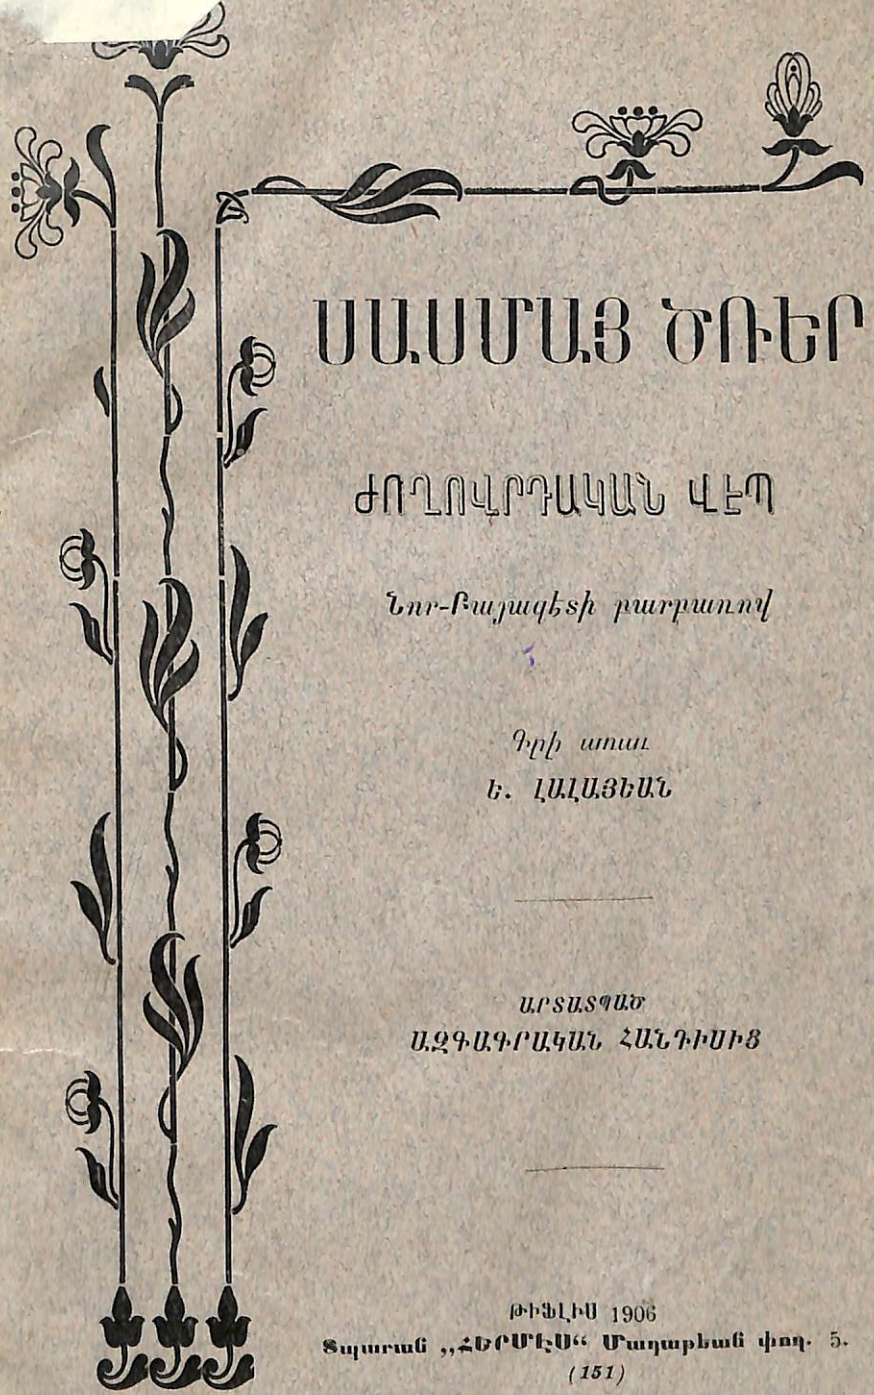 ՍԱՍՄԱՅ ԾՌԵՐ
ԺՈՂՈՎՐԴԱԿԱՆ ՎԷՊ
Նոր-Բայազէտի բարբառով
Գրի առաւ
Ե. ԼԱԼԱՅԵԱՆ
ԱՐՏԱՏՊԱԾ
ԱԶԳԱԳՐԱԿԱՆ ՀԱՆԴԻՍԻՑ
ԹԻՖԼԻՍ 1906
Տպարան „ՀԵՐՄԷՍ“ Մադաթեան փող. 5.
(151)